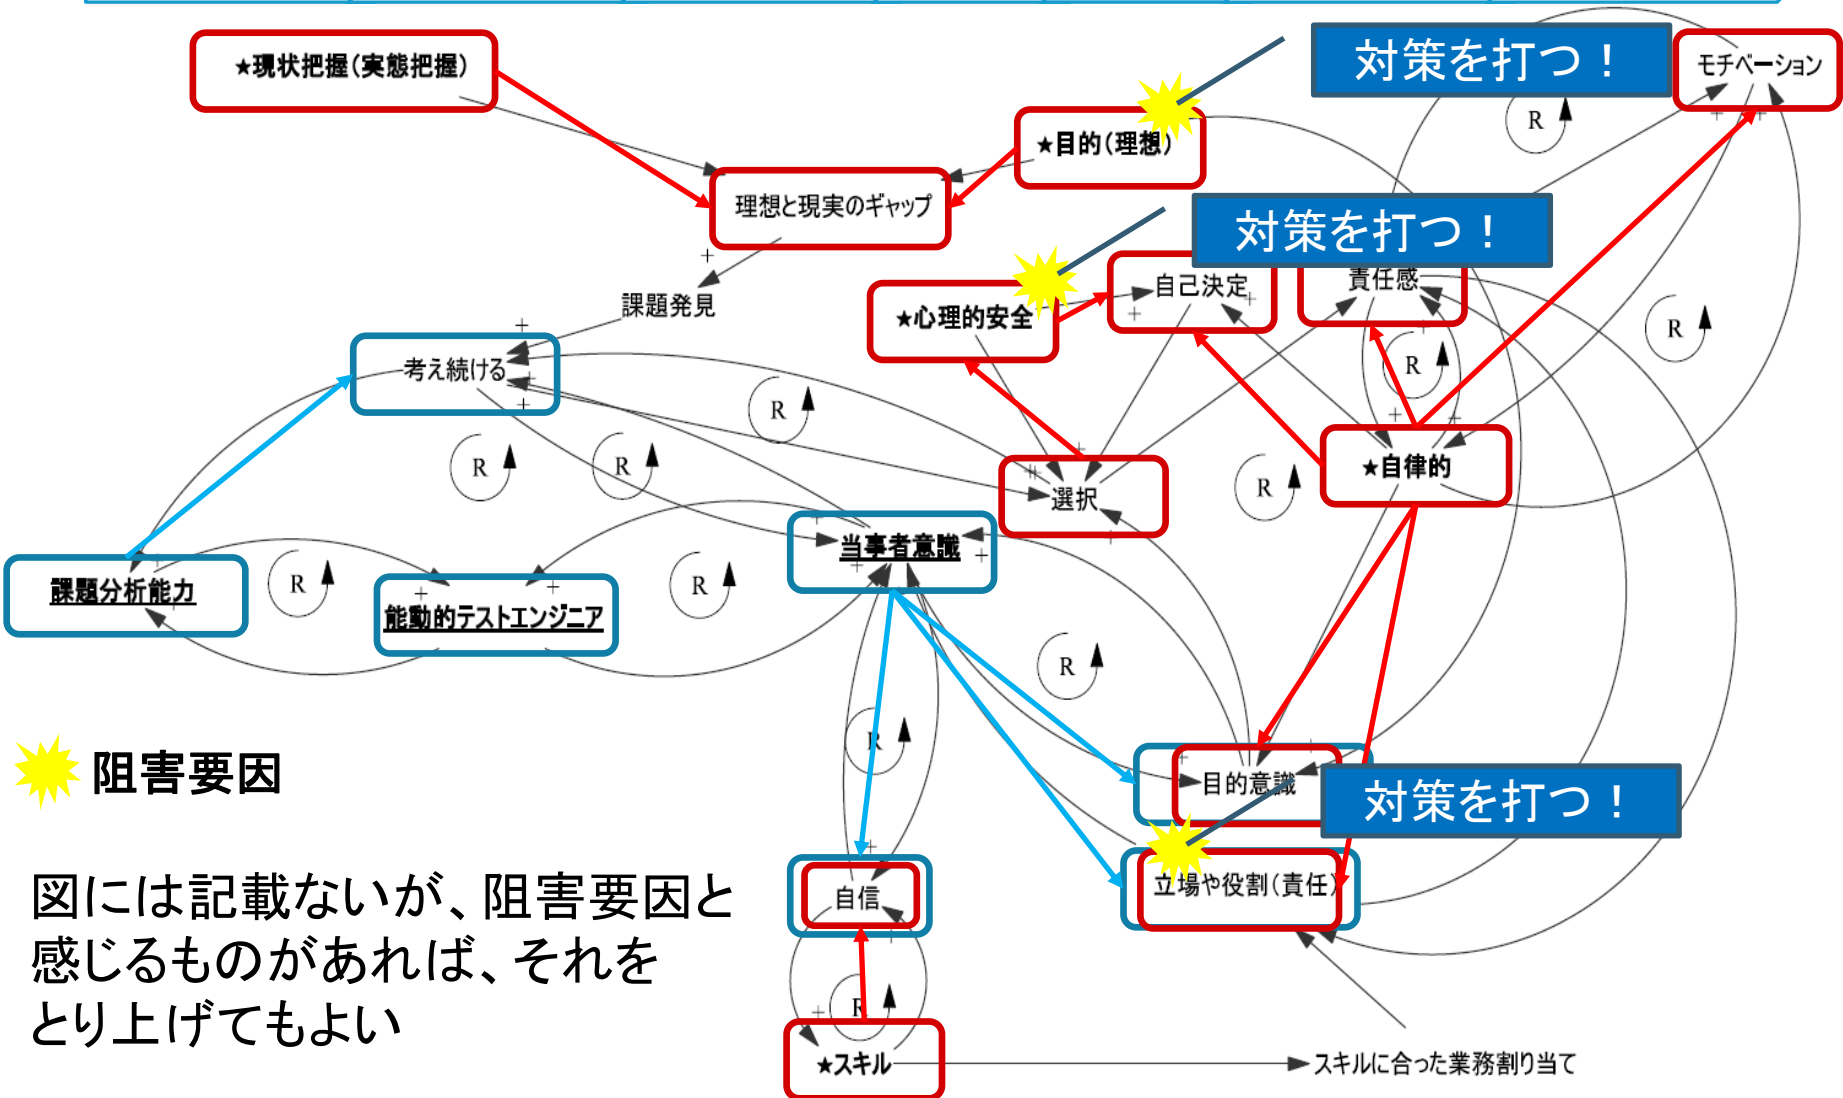 対策を打つ！
★現状把握(実態把握)
モチベーション
R
★目的(理想)
理想と現実のギャップ
対策を打つ！
課題発見
★心理的安全
自己決定
責任感
R
考え続ける
R
R
★自律的
R
R
R
選択
当事者意識
課題分析能力
R
能動的テストエンジニア
R
R
R
阻害要因
目的意識
対策を打つ！
図には記載ないが、阻害要因と
感じるものがあれば、それを
とり上げてもよい
自信
立場や役割(責任)
R
★スキル
スキルに合った業務割り当て